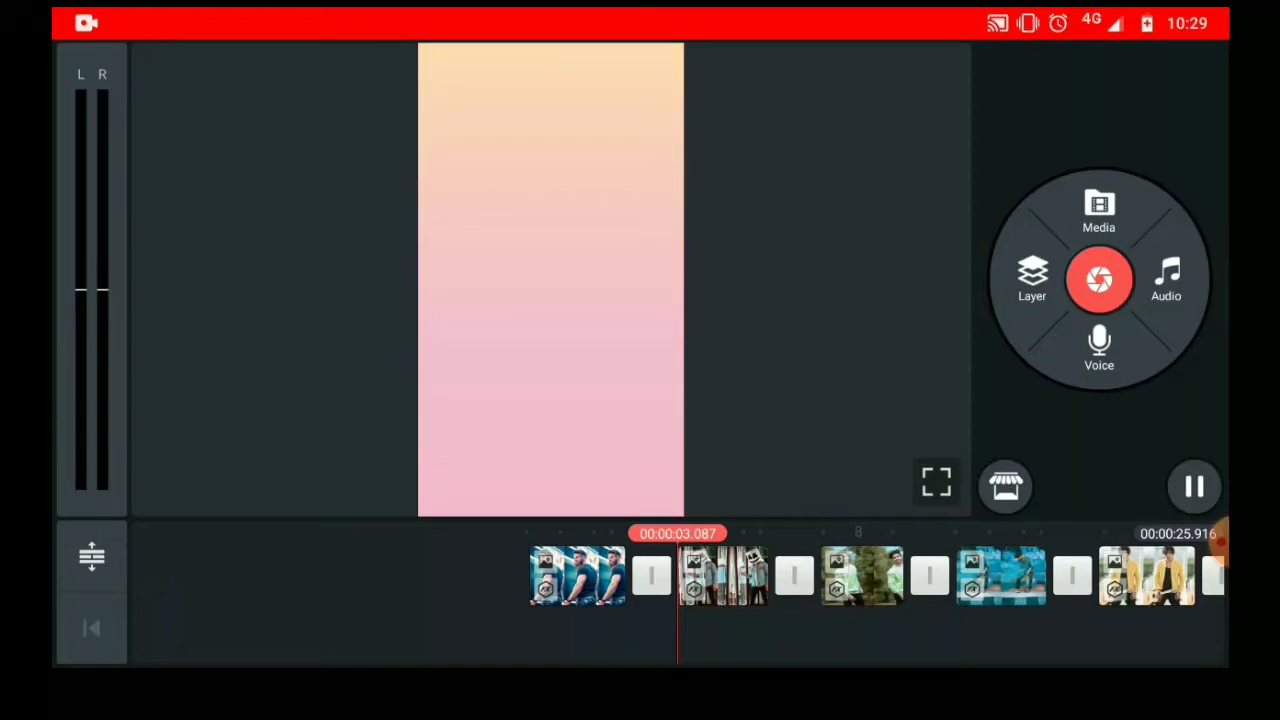 4G 10:29
L R
Media
Layer
Audio
Voice
00:00:03.087
8
00:00:25.916